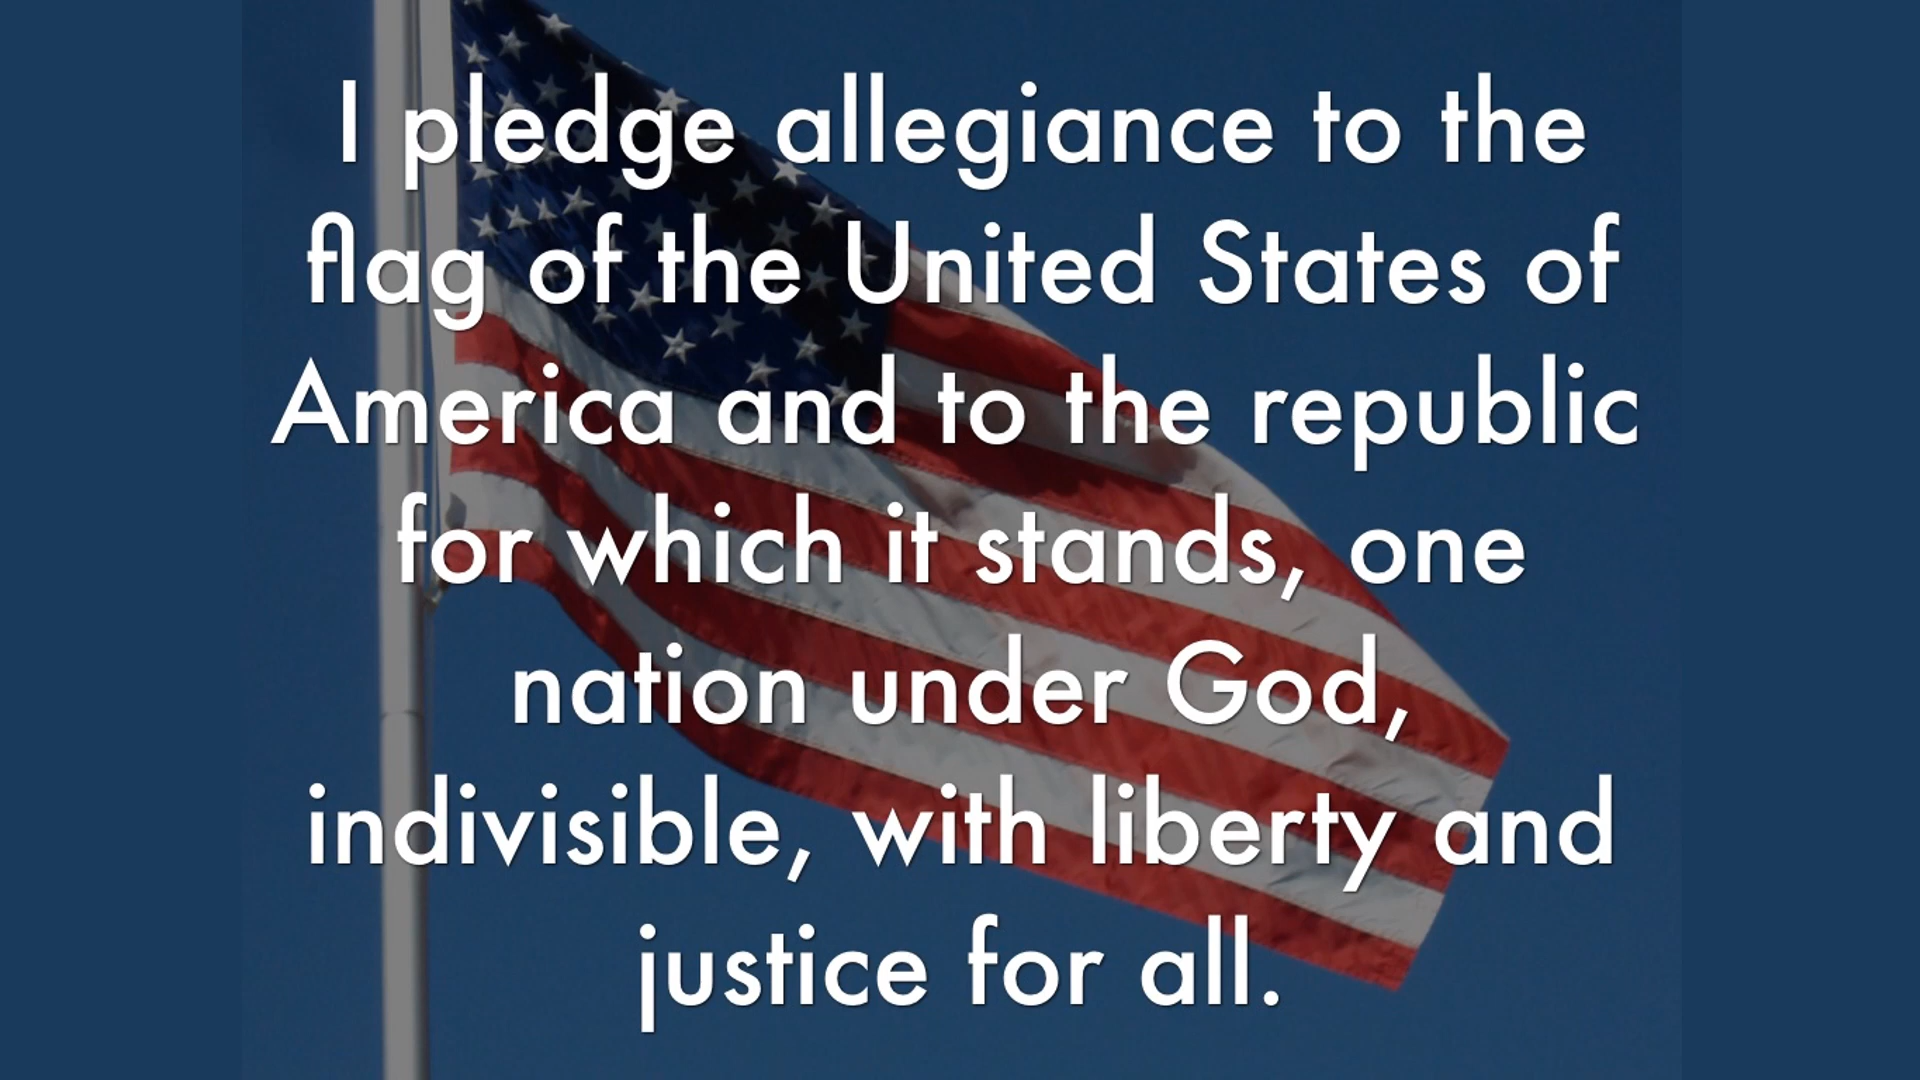 I pledge allegiance to the
flag of the United States of
America and to the republic
for which it stands, one
nation under God,
indivisible, with liberty and
justice for all.